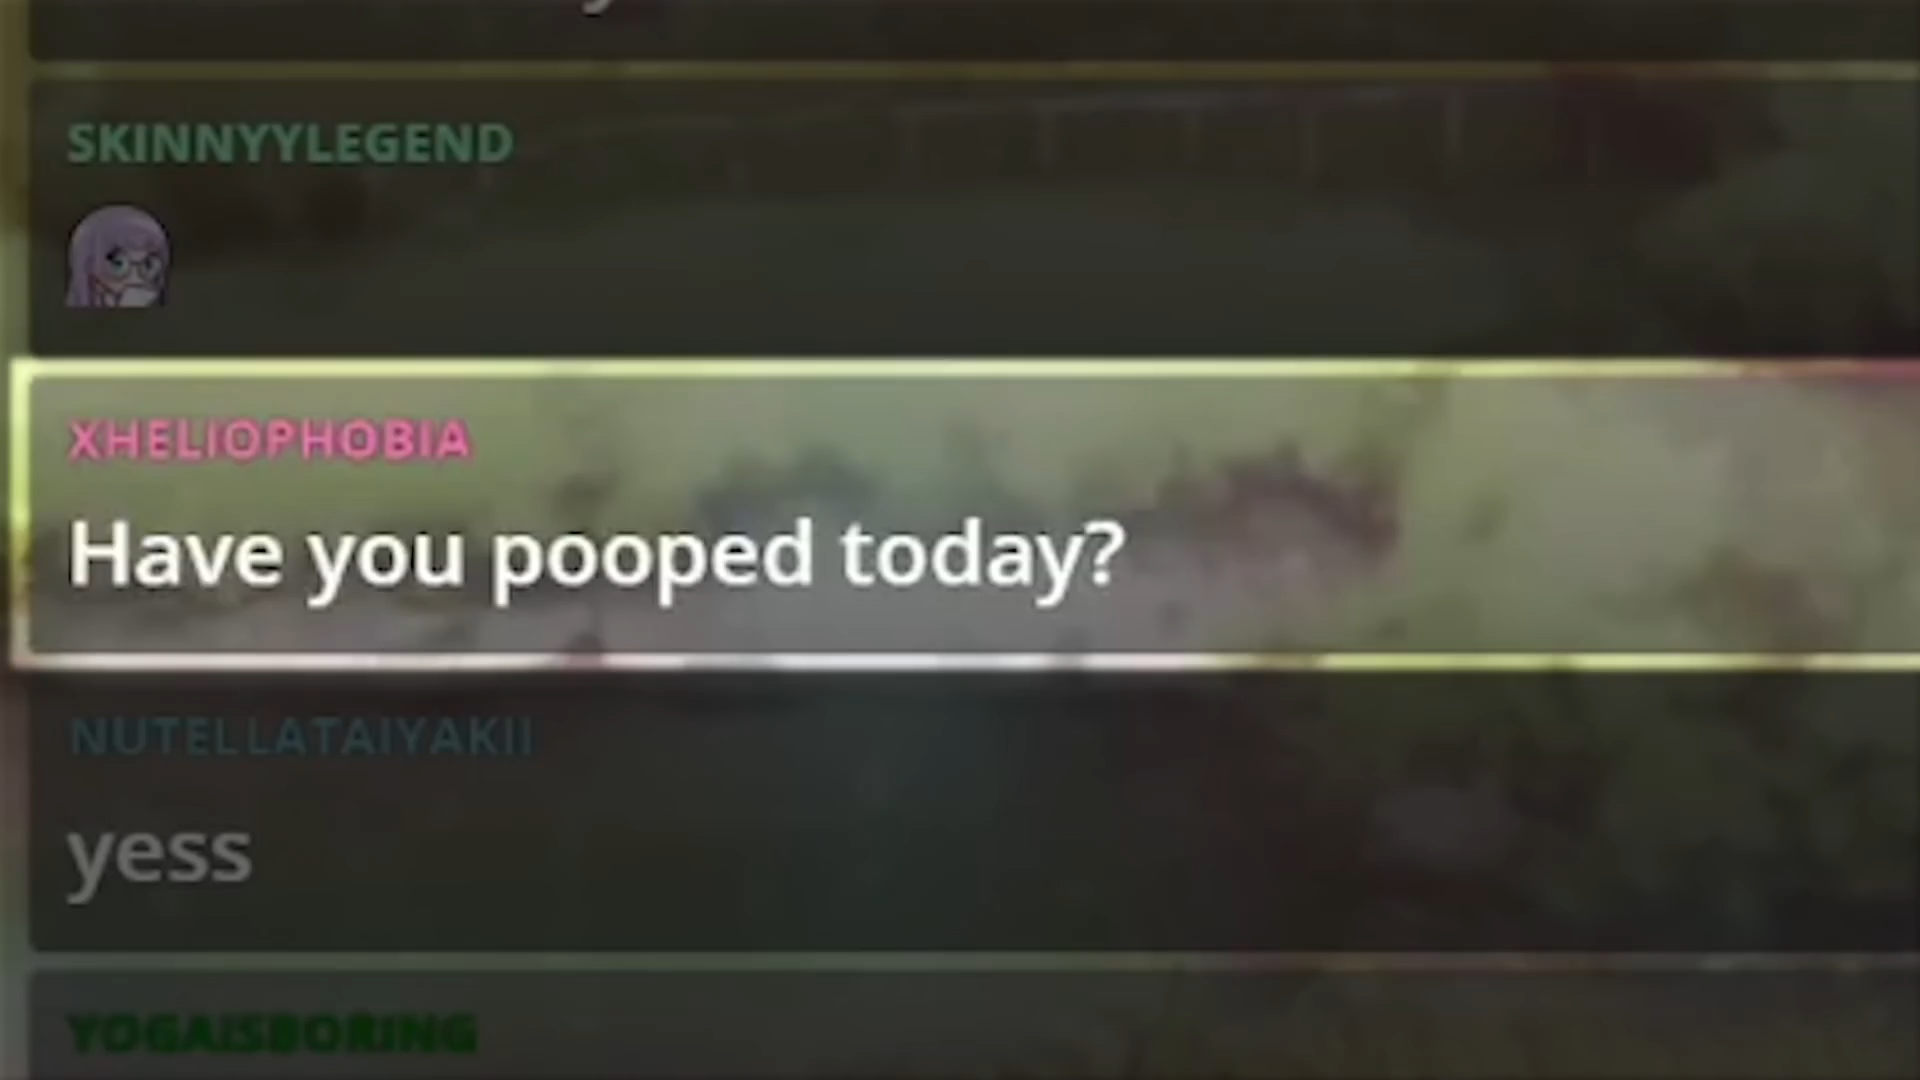 SKINNYYLEGEND
XHELIOPHOBIA
Have you pooped today?
NUTELLATAIYAKII
yess
YOGAISBORING